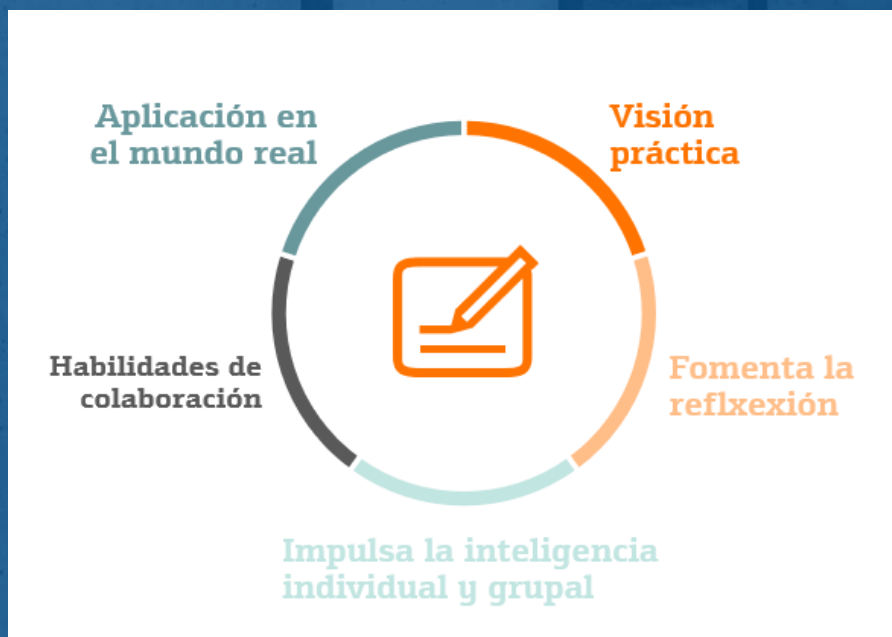 Aplicación en
el mundo real
Visión
práctica
Habilidades de
colaboración
Fomenta la
reflxexión
Impulsa la inteligencia
individual y grupal